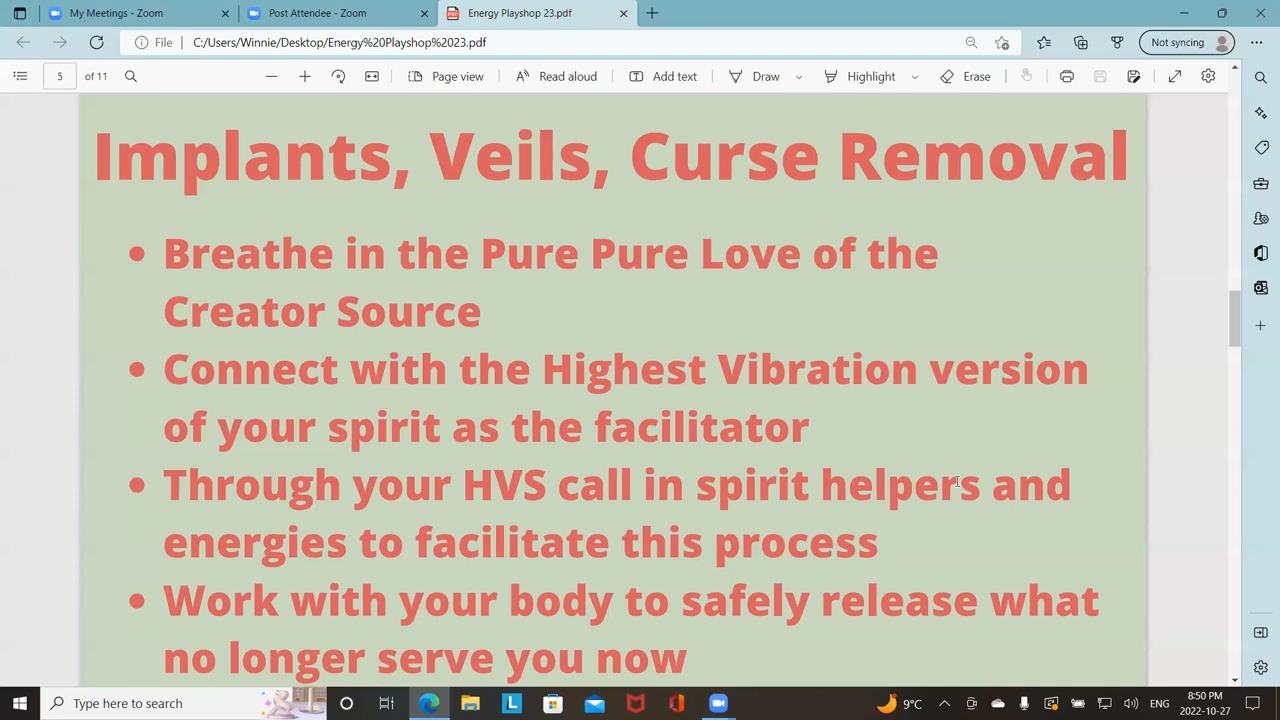 My Meetings - Zoom
Post Attendee - Zoom
Energy Playshop 23.pdf
File
C:/Users/Winnie/Desktop/Energy%20Playshop%2023.pdf
Not syncing
5 of 11
Page view
Read aloud
Add text
Draw
Highlight
Erase
Implants, Veils, Curse Removal
• Breathe in the Pure Pure Love of the
Creator Source
• Connect with the Highest Vibration version
of your spirit as the facilitator
• Through your HVS call in spirit helpers and
energies to facilitate this process
• Work with your body to safely release what
no longer serve you now
Type here to search
9°C
ENG
8:50 PM
2022-10-27